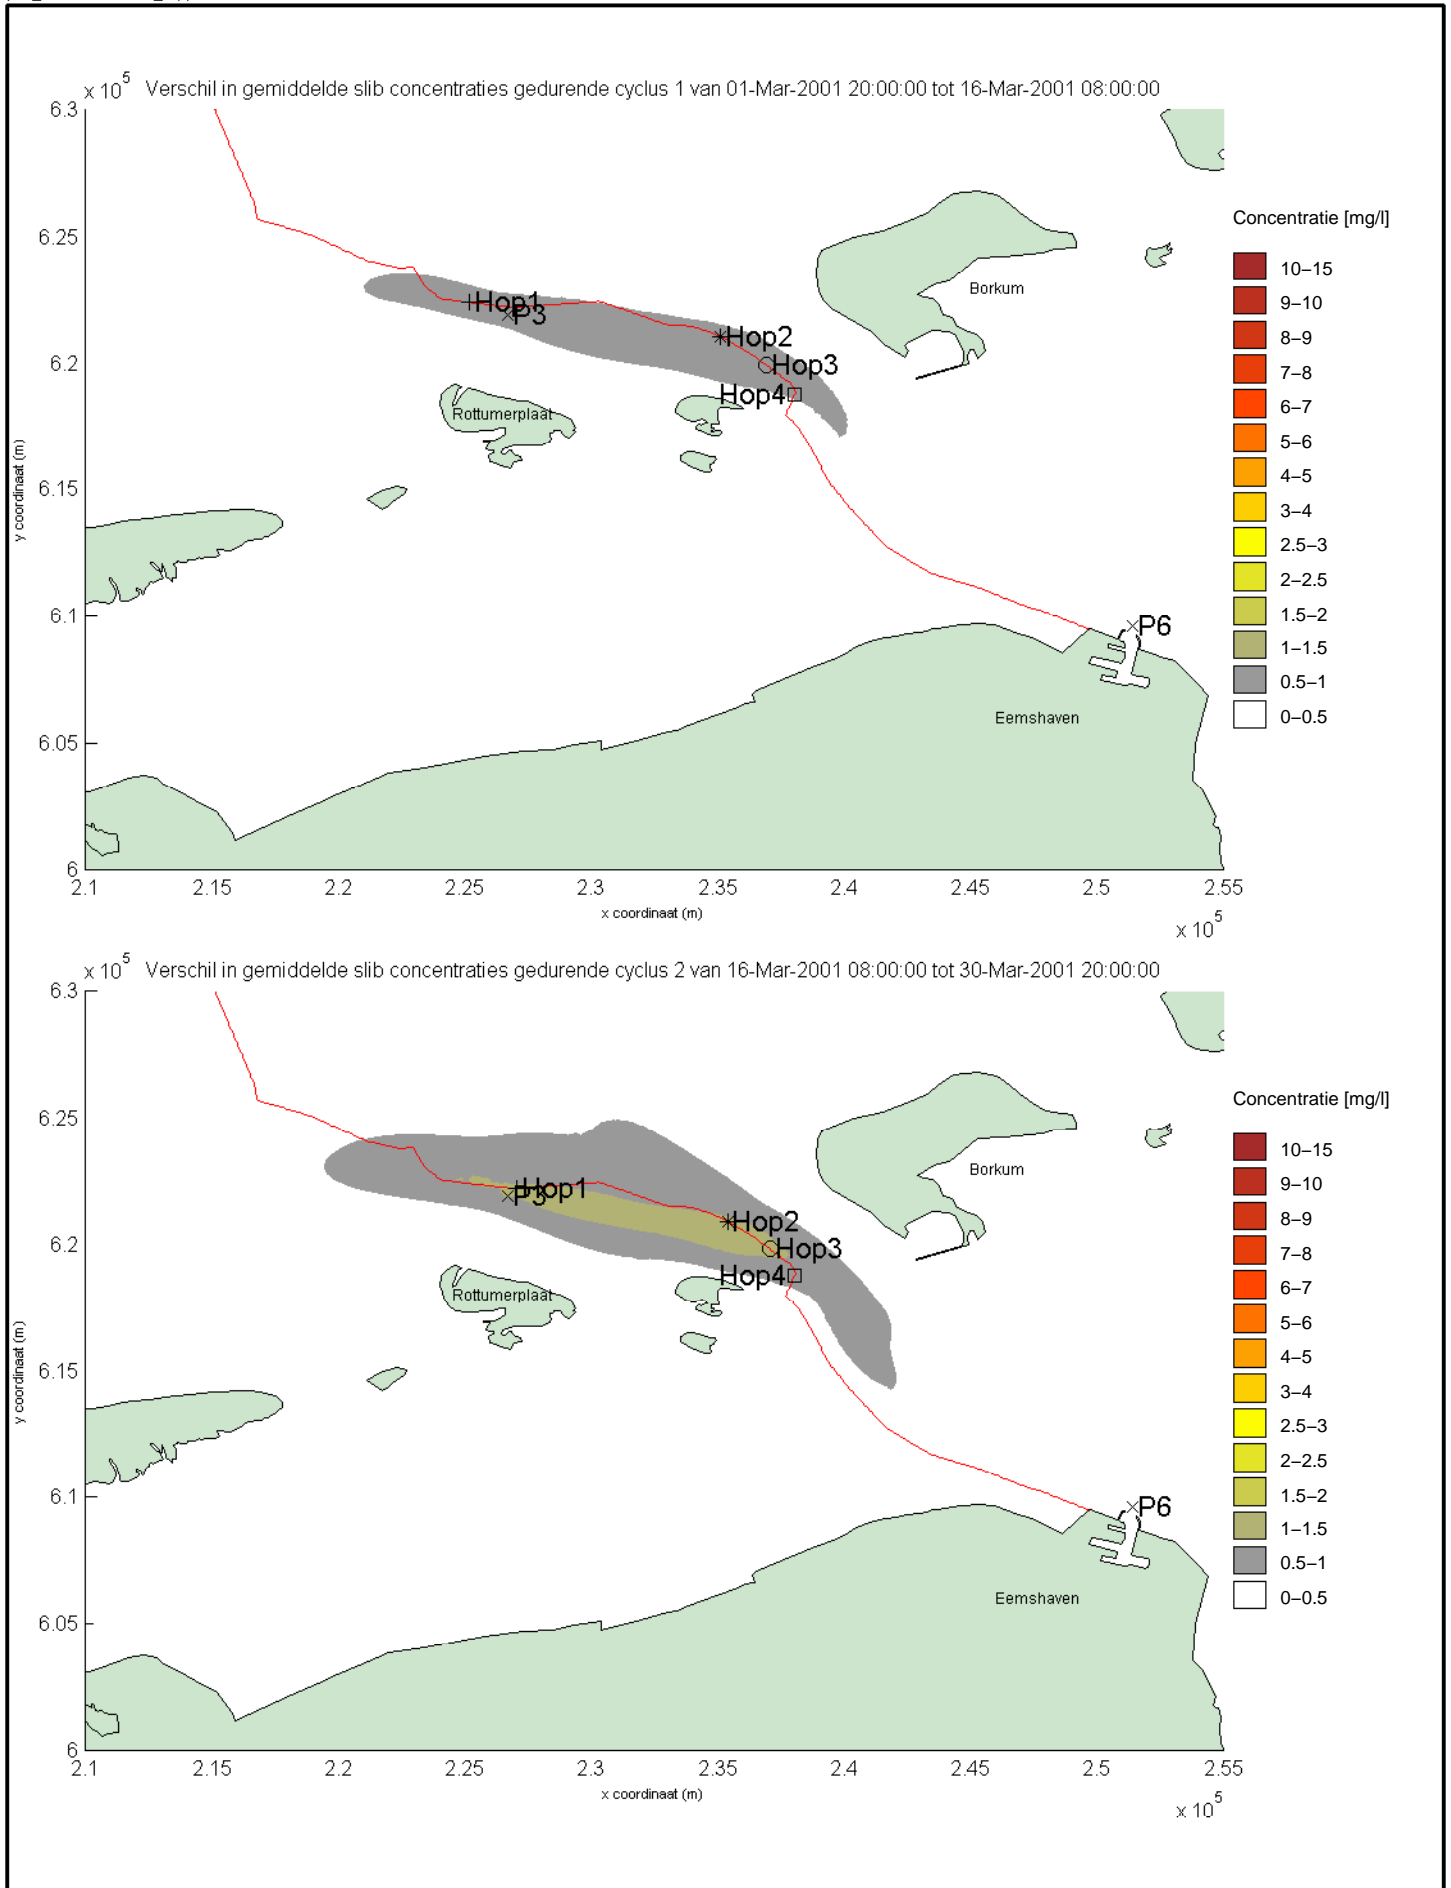 x 10^5 Verschil in gemiddelde slib concentraties gedurende cyclus 1 van 01-Mar-2001 20:00:00 tot 16-Mar-2001 08:00:00
6.3
6.25
6.2
6.15
6.1
6.05
6
y coordinaat (m)
Hop1
P3
Hop2
Hop3
Hop4
Borkum
Rottumerplaat
P6
Eemshaven
2.1 2.15 2.2 2.25 2.3 2.35 2.4 2.45 2.5 2.55
x coordinaat (m)
x 10^5
Concentratie [mg/l]
10–15
9–10
8–9
7–8
6–7
5–6
4–5
3–4
2.5–3
2–2.5
1.5–2
1–1.5
0.5–1
0–0.5
x 10^5 Verschil in gemiddelde slib concentraties gedurende cyclus 2 van 16-Mar-2001 08:00:00 tot 30-Mar-2001 20:00:00
6.3
6.25
6.2
6.15
6.1
6.05
6
y coordinaat (m)
Hop1
P3
Hop2
Hop3
Hop4
Borkum
Rottumerplaat
P6
Eemshaven
2.1 2.15 2.2 2.25 2.3 2.35 2.4 2.45 2.5 2.55
x coordinaat (m)
x 10^5
Concentratie [mg/l]
10–15
9–10
8–9
7–8
6–7
5–6
4–5
3–4
2.5–3
2–2.5
1.5–2
1–1.5
0.5–1
0–0.5